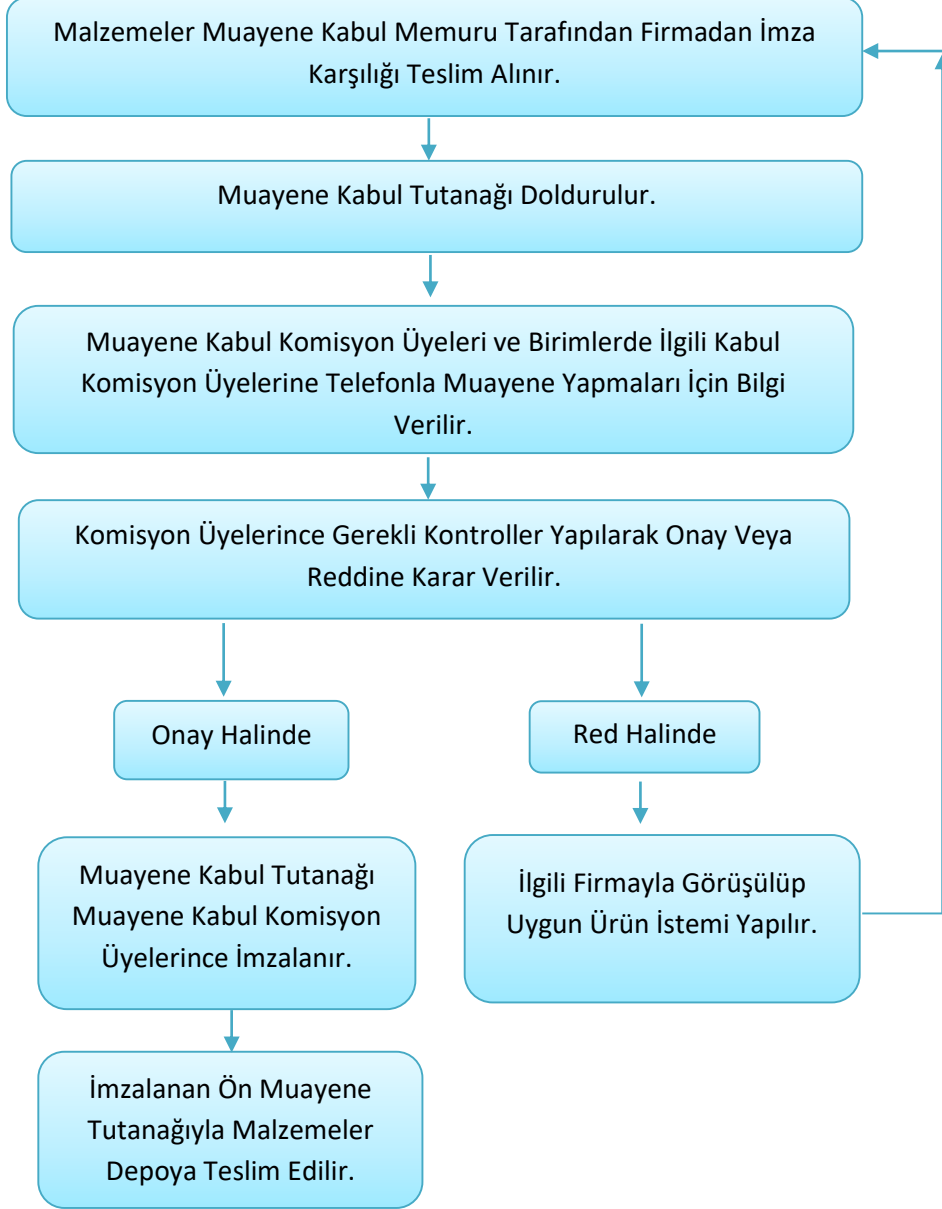 Malzemeler Muayene Kabul Memuru Tarafından Firmadan İmza
Karşılığı Teslim Alınır.
Muayene Kabul Tutanağı Doldurulur.
Muayene Kabul Komisyon Üyeleri ve Birimlerde İlgili Kabul
Komisyon Üyelerine Telefonla Muayene Yapmaları İçin Bilgi
Verilir.
Komisyon Üyelerince Gerekli Kontroller Yapılarak Onay Veya
Reddine Karar Verilir.
Onay Halinde
Red Halinde
Muayene Kabul Tutanağı
Muayene Kabul Komisyon
Üyelerince İmzalanır.
İlgili Firmayla Görüşülüp
Uygun Ürün İstemi Yapılır.
İmzalanan Ön Muayene
Tutanağıyla Malzemeler
Depoya Teslim Edilir.